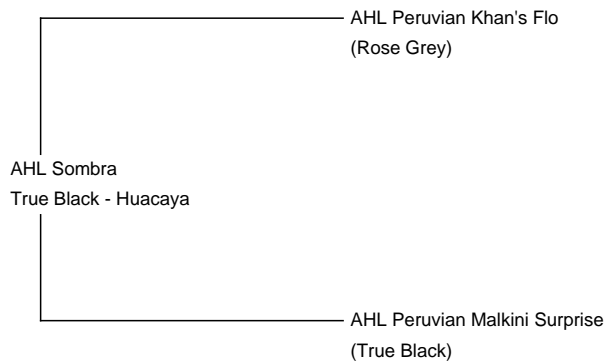 AHL Peruvian Khan's Flo
(Rose Grey)
AHL Sombra
True Black - Huacaya
AHL Peruvian Malkini Surprise
(True Black)